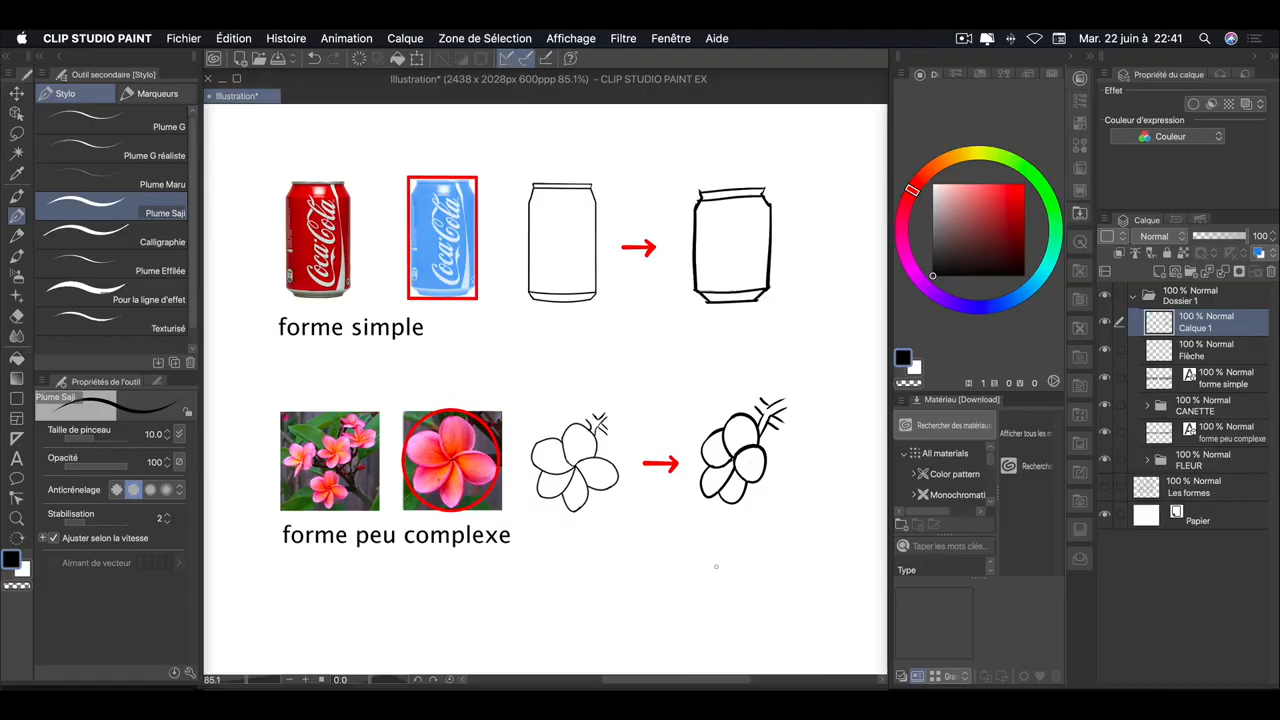 CLIP STUDIO PAINT Fichier Édition Histoire Animation Calque Zone de Sélection Affichage Filtre Fenêtre Aide Mar. 22 juin à 22:41
Outil secondaire [Stylo]
Illustration* (2438 x 2028px 600ppp 85.1%) - CLIP STUDIO PAINT EX
Propriété du calque
Stylo Marqueurs
Illustration*
Effet
Plume G
Couleur d'expression
Couleur
Plume G réaliste
Plume Maru
Plume Saji
Calligraphie
Plume Effilée
Pour la ligne d'effet
Texturisé
Coca-Cola
Coca-Cola
forme simple
Calque
Normal 100
100 % Normal
Dossier 1
100 % Normal
Calque 1
100 % Normal
Flèche
100 % Normal
forme simple
100 % Normal
CANETTE
100 % Normal
forme peu complexe
100 % Normal
FLEUR
100 % Normal
Les formes
Papier
Propriétés de l'outil
Plume Saji
Taille de pinceau 10.0
Opacité 100
Anticrénelage
Stabilisation 2
Ajuster selon la vitesse
Aimant de vecteur
forme peu complexe
H 1 S 0 V 0
Matériau [Download]
Rechercher des matériaux
Afficher tous les m
All materials
Color pattern
Recherche
Monochromati
Taper les mots clés...
Type
85.1 0.0